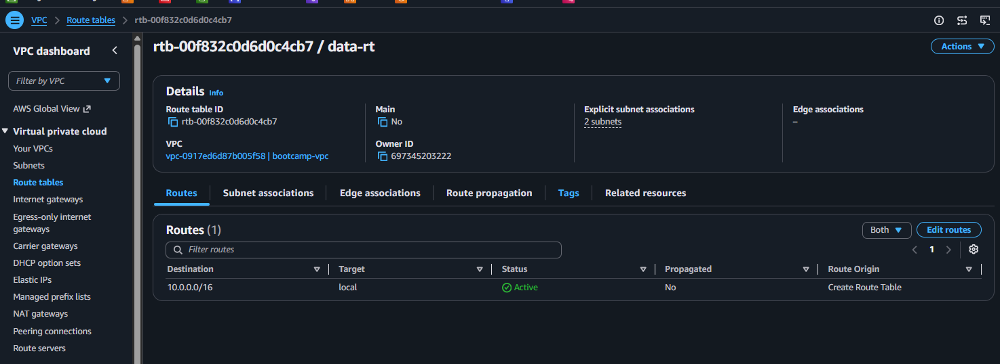 VPC > Route tables > rtb-00f832c0d6d0c4cb7
VPC dashboard
Filter by VPC
AWS Global View
Virtual private cloud
Your VPCs
Subnets
Route tables
Internet gateways
Egress-only internet
gateways
Carrier gateways
DHCP option sets
Elastic IPs
Managed prefix lists
NAT gateways
Peering connections
Route servers
rtb-00f832c0d6d0c4cb7 / data-rt
Actions
Details Info
Route table ID
rtb-00f832c0d6d0c4cb7
Main
No
Explicit subnet associations
2 subnets
Edge associations
–
VPC
vpc-0917ed6d87b005f58 | bootcamp-vpc
Owner ID
697345203222
Routes Subnet associations Edge associations Route propagation Tags Related resources
Routes (1)
Both Edit routes
Filter routes
1
Destination Target Status Propagated Route Origin
10.0.0.0/16 local Active No Create Route Table